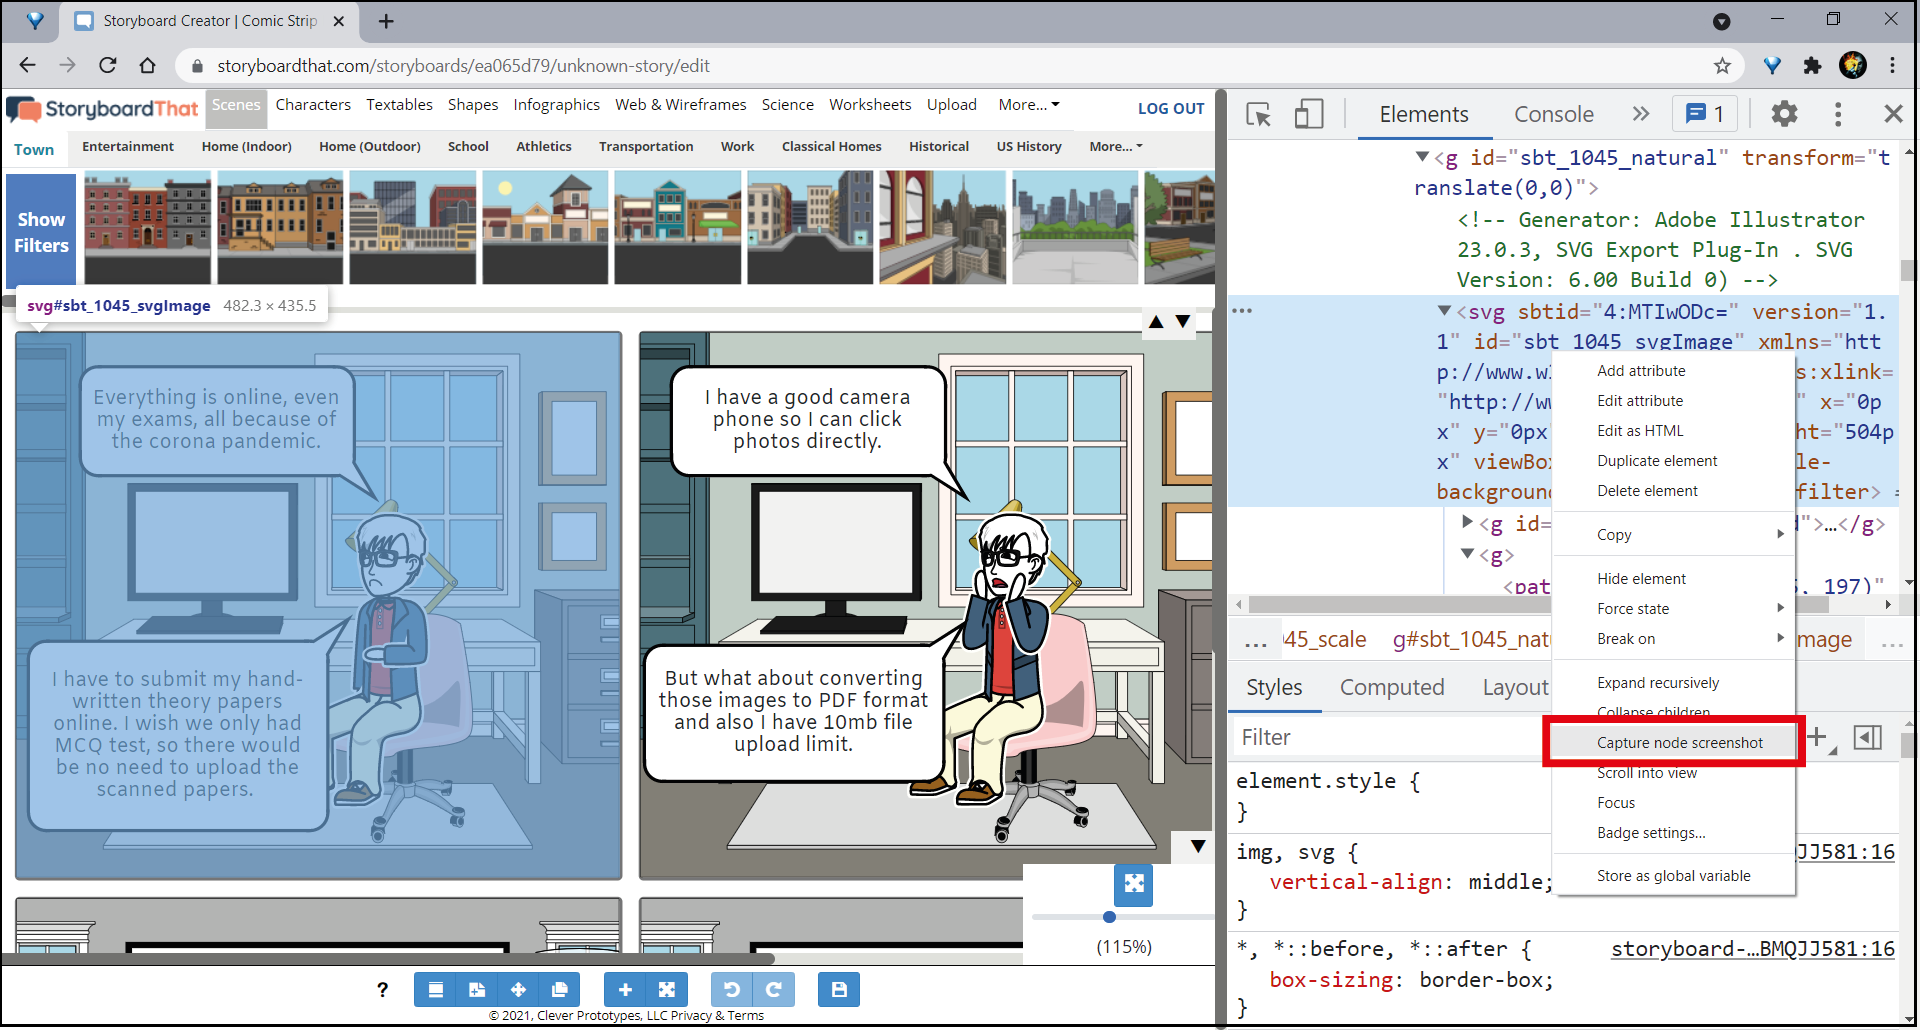 Storyboard Creator | Comic Strip
storyboardthat.com/storyboards/ea065d79/unknown-story/edit
StoryboardThat
Scenes Characters Textables Shapes Infographics Web & Wireframes Science Worksheets Upload More... LOG OUT
Town Entertainment Home (Indoor) Home (Outdoor) School Athletics Transportation Work Classical Homes Historical US History More...
Show
Filters
svg#sbt_1045_svgImage 482.3 × 435.5
Everything is online, even
my exams, all because of
the corona pandemic.
I have to submit my hand-
written theory papers
online. I wish we only had
MCQ test, so there would
be no need to upload the
scanned papers.
I have a good camera
phone so I can click
photos directly.
But what about converting
those images to PDF format
and also I have 10mb file
upload limit.
(115%)
?
© 2021, Clever Prototypes, LLC Privacy & Terms
Elements Console » 1
<g id="sbt_1045_natural" transform="t
ranslate(0,0)">
<!-- Generator: Adobe Illustrator
23.0.3, SVG Export Plug-In . SVG
Version: 6.00 Build 0) -->
... <svg sbtid="4:MTIwODc=" version="1.
1" id="sbt_1045_svgImage" xmlns="htt
p://www.w s:xlink=
"http://w " x="0p
x" y="0px ht="504p
x" viewBo le-
background filter> =
<g id= d">…</g>
<g>
<pat 5, 197)"
... 045_scale g#sbt_1045_nat mage ...
Styles Computed Layout
Filter
element.style {
}
img, svg { JJ581:16
vertical-align: middle;
}
*, *::before, *::after { storyboard-…BMQJJ581:16
box-sizing: border-box;
}
Add attribute
Edit attribute
Edit as HTML
Duplicate element
Delete element
Copy
Hide element
Force state
Break on
Expand recursively
Collapse children
Capture node screenshot
Scroll into view
Focus
Badge settings...
Store as global variable